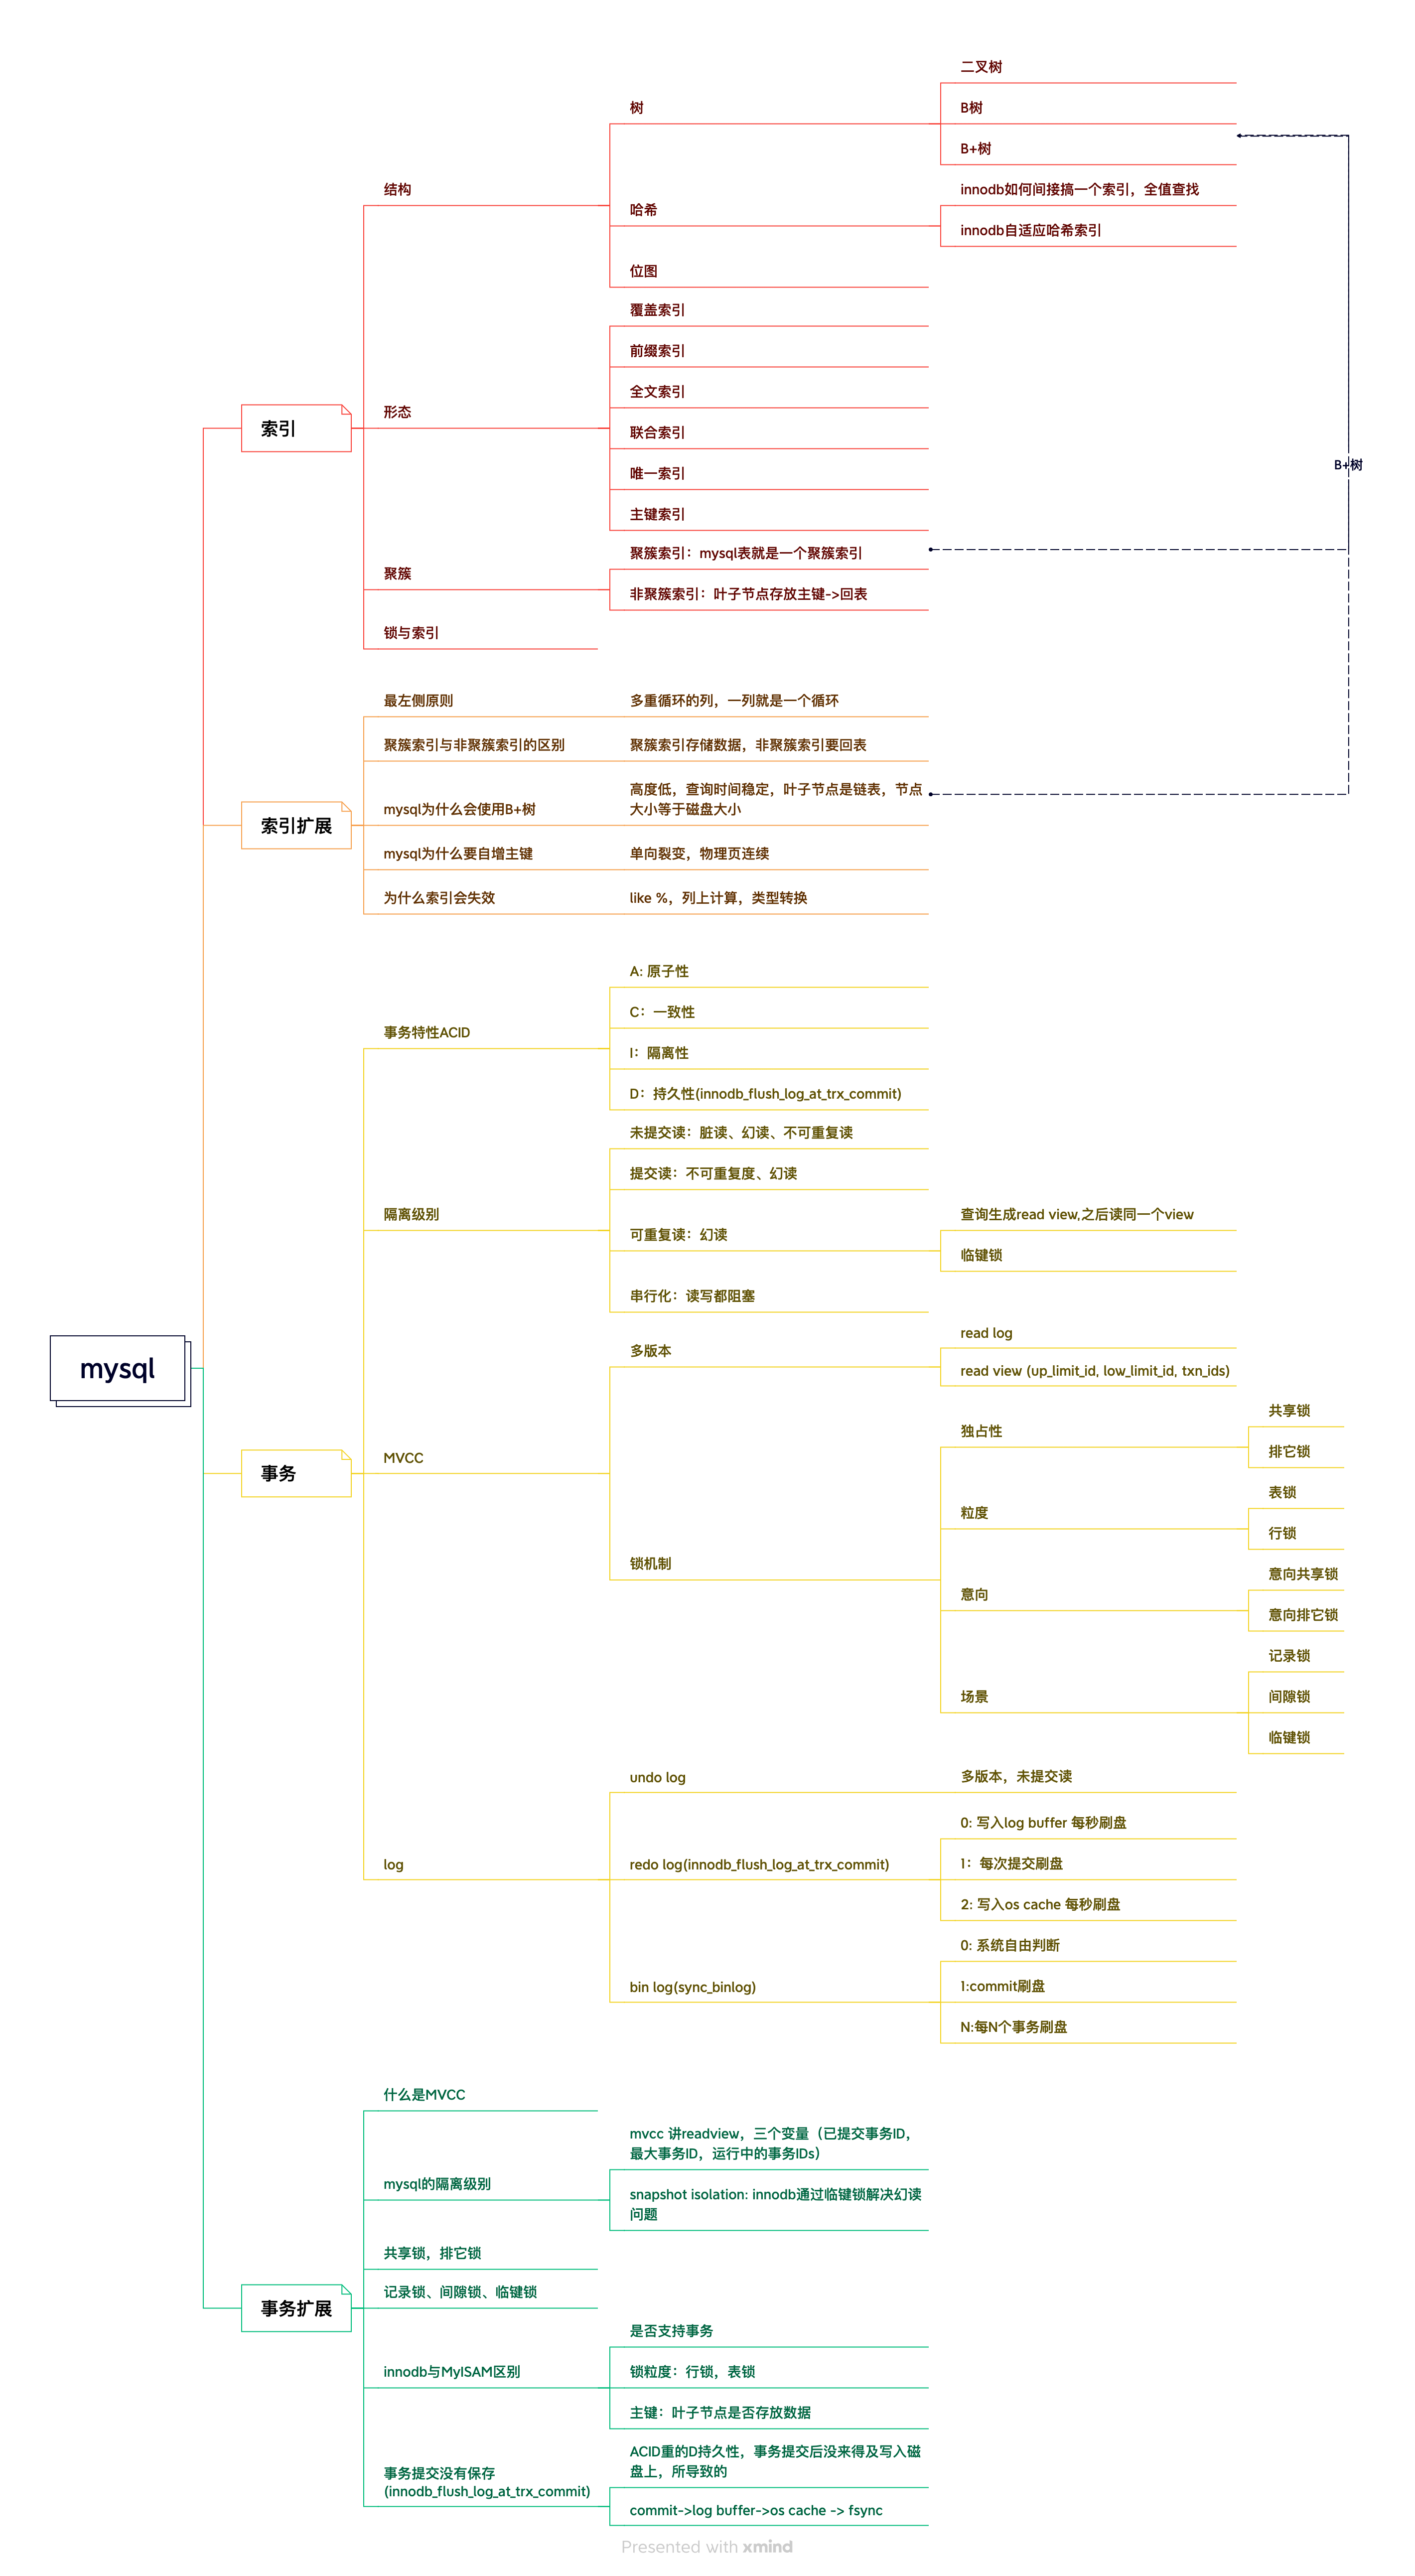 mysql
索引
结构
树
二叉树
B树
B+树
哈希
innodb如何间接搞一个索引，全值查找
innodb自适应哈希索引
位图
形态
覆盖索引
前缀索引
全文索引
联合索引
唯一索引
主键索引
聚簇
聚簇索引：mysql表就是一个聚簇索引
非聚簇索引：叶子节点存放主键->回表
锁与索引
B+树
索引扩展
最左侧原则
多重循环的列，一列就是一个循环
聚簇索引与非聚簇索引的区别
聚簇索引存储数据，非聚簇索引要回表
mysql为什么会使用B+树
高度低，查询时间稳定，叶子节点是链表，节点
大小等于磁盘大小
mysql为什么要自增主键
单向裂变，物理页连续
为什么索引会失效
like %，列上计算，类型转换
事务
事务特性ACID
A: 原子性
C：一致性
I：隔离性
D：持久性(innodb_flush_log_at_trx_commit)
隔离级别
未提交读：脏读、幻读、不可重复读
提交读：不可重复度、幻读
可重复读：幻读
查询生成read view,之后读同一个view
临键锁
串行化：读写都阻塞
MVCC
多版本
read log
read view (up_limit_id, low_limit_id, txn_ids)
锁机制
独占性
共享锁
排它锁
粒度
表锁
行锁
意向
意向共享锁
意向排它锁
场景
记录锁
间隙锁
临键锁
log
undo log
多版本，未提交读
redo log(innodb_flush_log_at_trx_commit)
0: 写入log buffer 每秒刷盘
1：每次提交刷盘
2: 写入os cache 每秒刷盘
bin log(sync_binlog)
0: 系统自由判断
1:commit刷盘
N:每N个事务刷盘
事务扩展
什么是MVCC
mysql的隔离级别
mvcc 讲readview，三个变量（已提交事务ID，
最大事务ID，运行中的事务IDs）
snapshot isolation: innodb通过临键锁解决幻读
问题
共享锁，排它锁
记录锁、间隙锁、临键锁
innodb与MyISAM区别
是否支持事务
锁粒度：行锁，表锁
主键：叶子节点是否存放数据
事务提交没有保存
(innodb_flush_log_at_trx_commit)
ACID重的D持久性，事务提交后没来得及写入磁
盘上，所导致的
commit->log buffer->os cache -> fsync
Presented with xmind